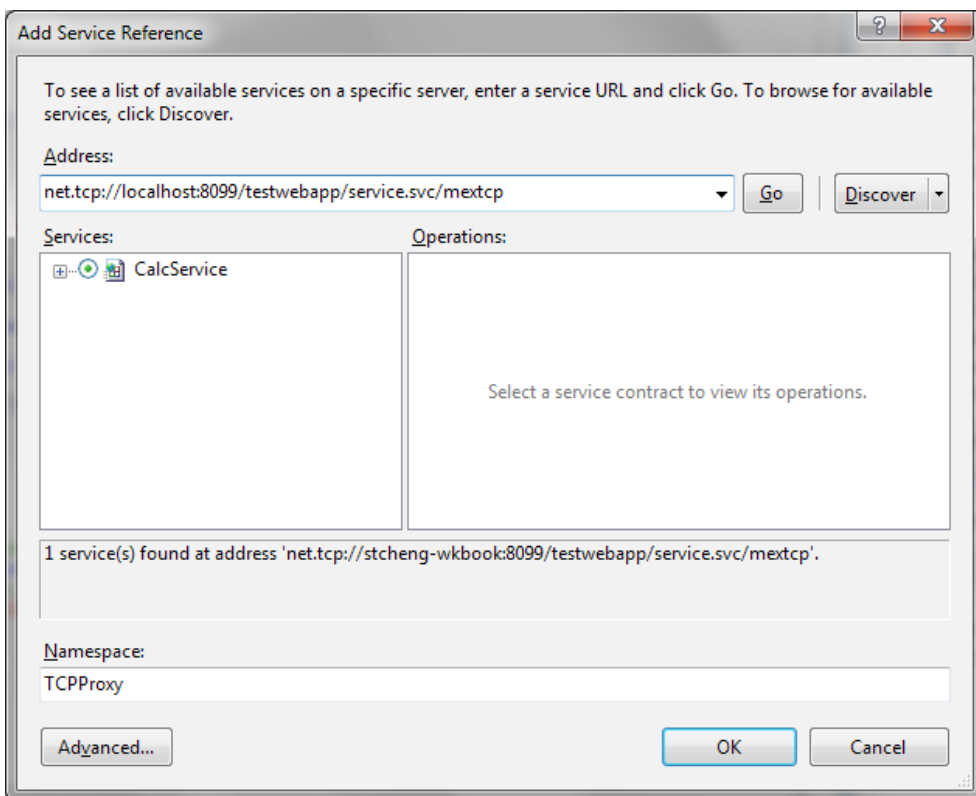 Add Service Reference
To see a list of available services on a specific server, enter a service URL and click Go. To browse for available
services, click Discover.
Address:
net.tcp://localhost:8099/testwebapp/service.svc/mextcp
Go
Discover
Services:
Operations:
CalcService
Select a service contract to view its operations.
1 service(s) found at address 'net.tcp://stcheng-wkbook:8099/testwebapp/service.svc/mextcp'.
Namespace:
TCPProxy
Advanced...
OK
Cancel